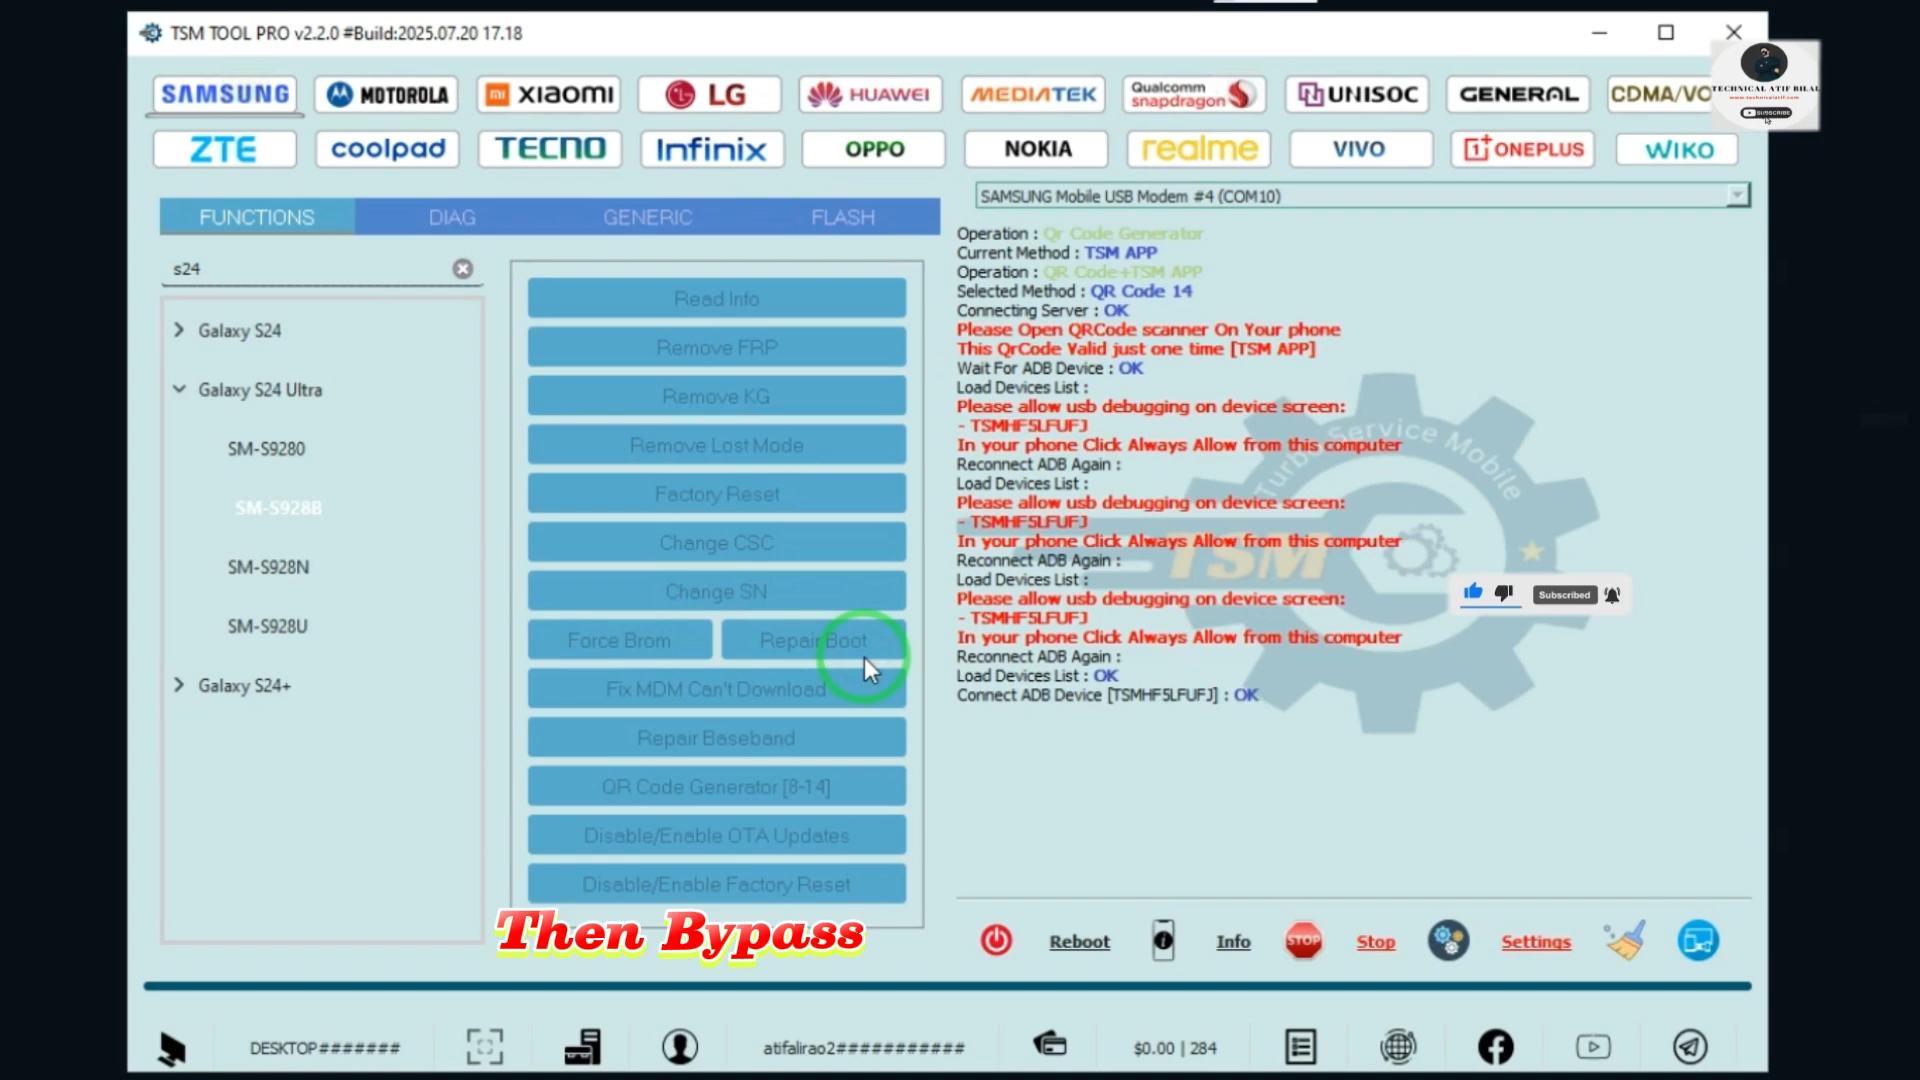 TSM TOOL PRO v2.2.0 #Build:2025.07.20 17.18
SAMSUNG
MOTOROLA
xiaomi
LG
HUAWEI
MEDIATEK
Qualcomm
snapdragon
UNISOC
GENERAL
CDMA/VO
TECHNICAL ATIF BILAL
SUBSCRIBE
ZTE
coolpad
TECNO
Infinix
OPPO
NOKIA
realme
VIVO
ONEPLUS
WIKO
FUNCTIONS
DIAG
GENERIC
FLASH
SAMSUNG Mobile USB Modem #4 (COM10)
s24
Galaxy S24
Galaxy S24 Ultra
SM-S9280
SM-S928B
SM-S928N
SM-S928U
Galaxy S24+
Read Info
Remove FRP
Remove KG
Remove Lost Mode
Factory Reset
Change CSC
Change SN
Force Brom
Repair Boot
Fix MDM Can't Download
Repair Baseband
QR Code Generator [8-14]
Disable/Enable OTA Updates
Disable/Enable Factory Reset
Operation : Qr Code Generator
Current Method : TSM APP
Operation : QR Code+TSM APP
Selected Method : QR Code 14
Connecting Server : OK
Please Open QRCode scanner On Your phone
This QrCode Valid just one time [TSM APP]
Wait For ADB Device : OK
Load Devices List :
Please allow usb debugging on device screen:
- TSMHF5LFUFJ
In your phone Click Always Allow from this computer
Reconnect ADB Again :
Load Devices List :
Please allow usb debugging on device screen:
- TSMHF5LFUFJ
In your phone Click Always Allow from this computer
Reconnect ADB Again :
Load Devices List :
Please allow usb debugging on device screen:
- TSMHF5LFUFJ
In your phone Click Always Allow from this computer
Reconnect ADB Again :
Load Devices List : OK
Connect ADB Device [TSMHF5LFUFJ] : OK
Turbo Service Mobile
TSM
Subscribed
Then Bypass
Reboot
Info
STOP
Stop
Settings
DESKTOP#######
atifalirao2###########
$0.00 | 284